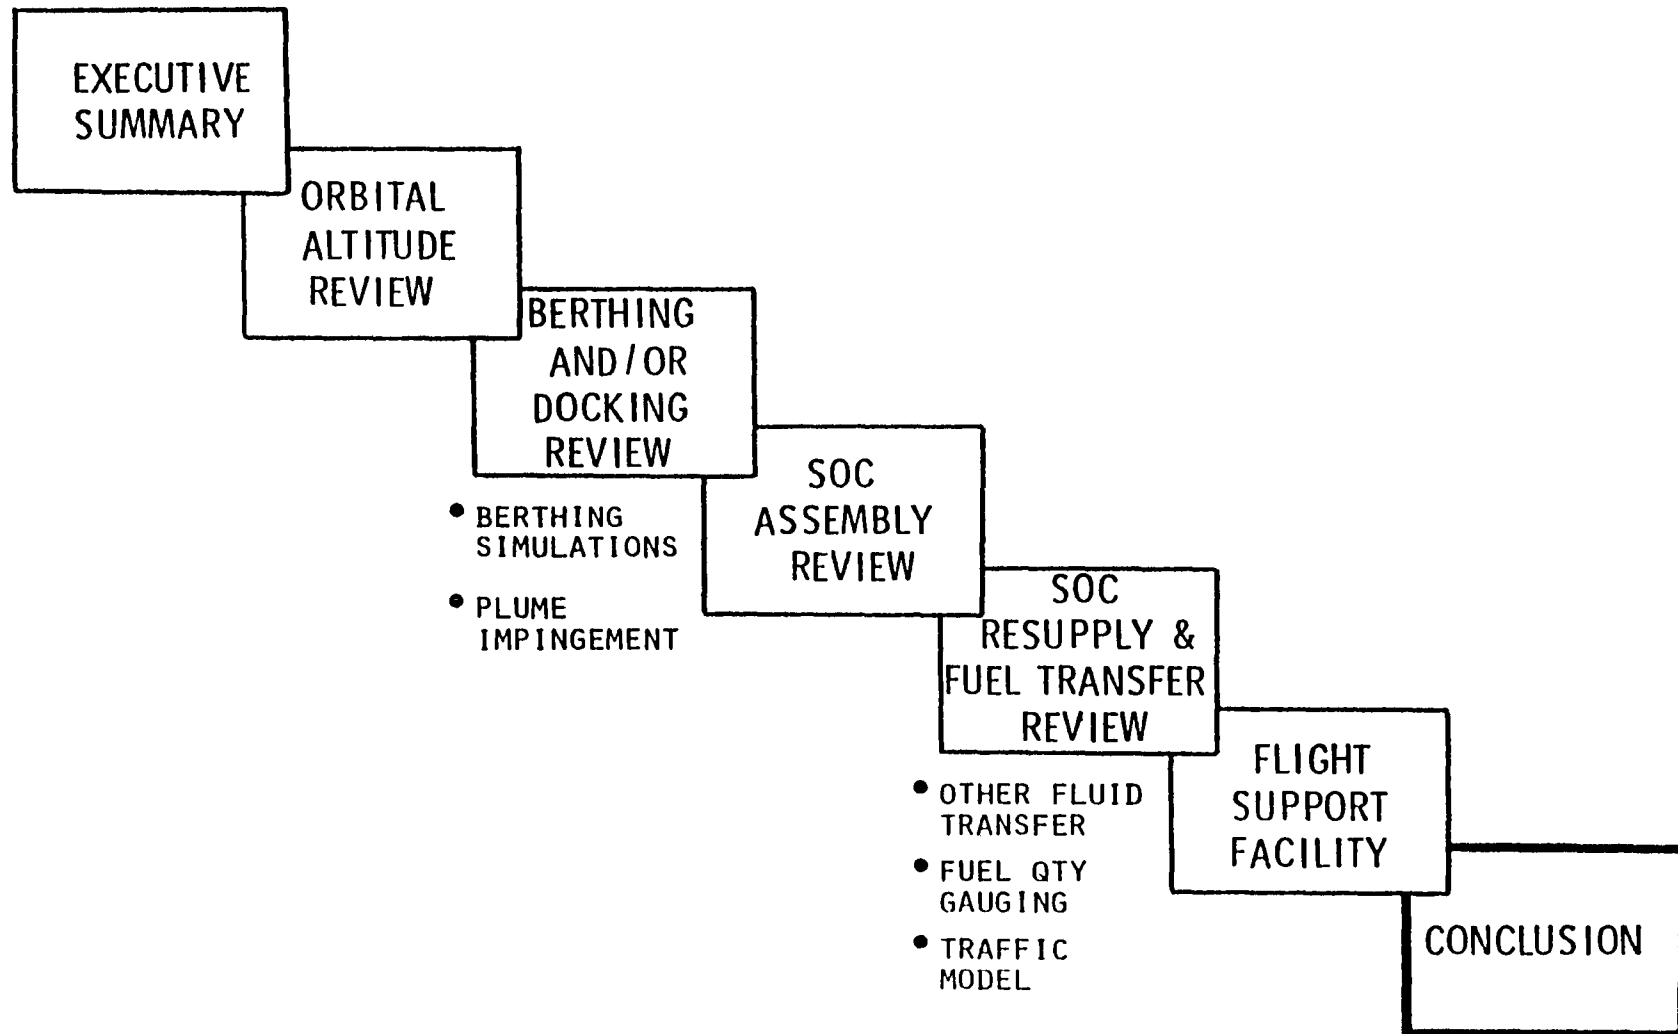 EXECUTIVE
SUMMARY
ORBITAL
ALTITUDE
REVIEW
BERTHING
AND/OR
DOCKING
REVIEW
• BERTHING
SIMULATIONS
• PLUME
IMPINGEMENT
SOC
ASSEMBLY
REVIEW
SOC
RESUPPLY &
FUEL TRANSFER
REVIEW
• OTHER FLUID
TRANSFER
• FUEL QTY
GAUGING
• TRAFFIC
MODEL
FLIGHT
SUPPORT
FACILITY
CONCLUSION